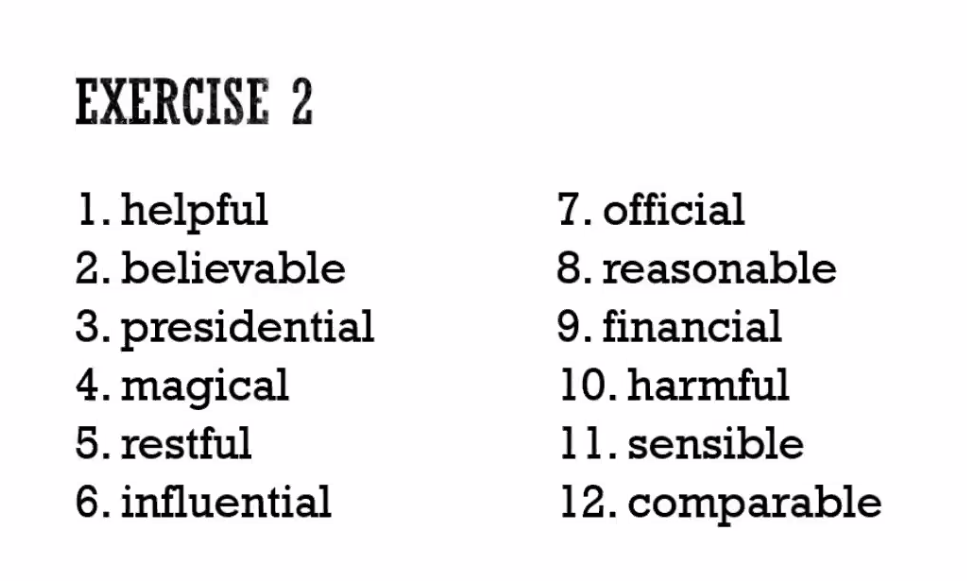 EXERCISE 2
1. helpful
2. believable
3. presidential
4. magical
5. restful
6. influential
7. official
8. reasonable
9. financial
10. harmful
11. sensible
12. comparable